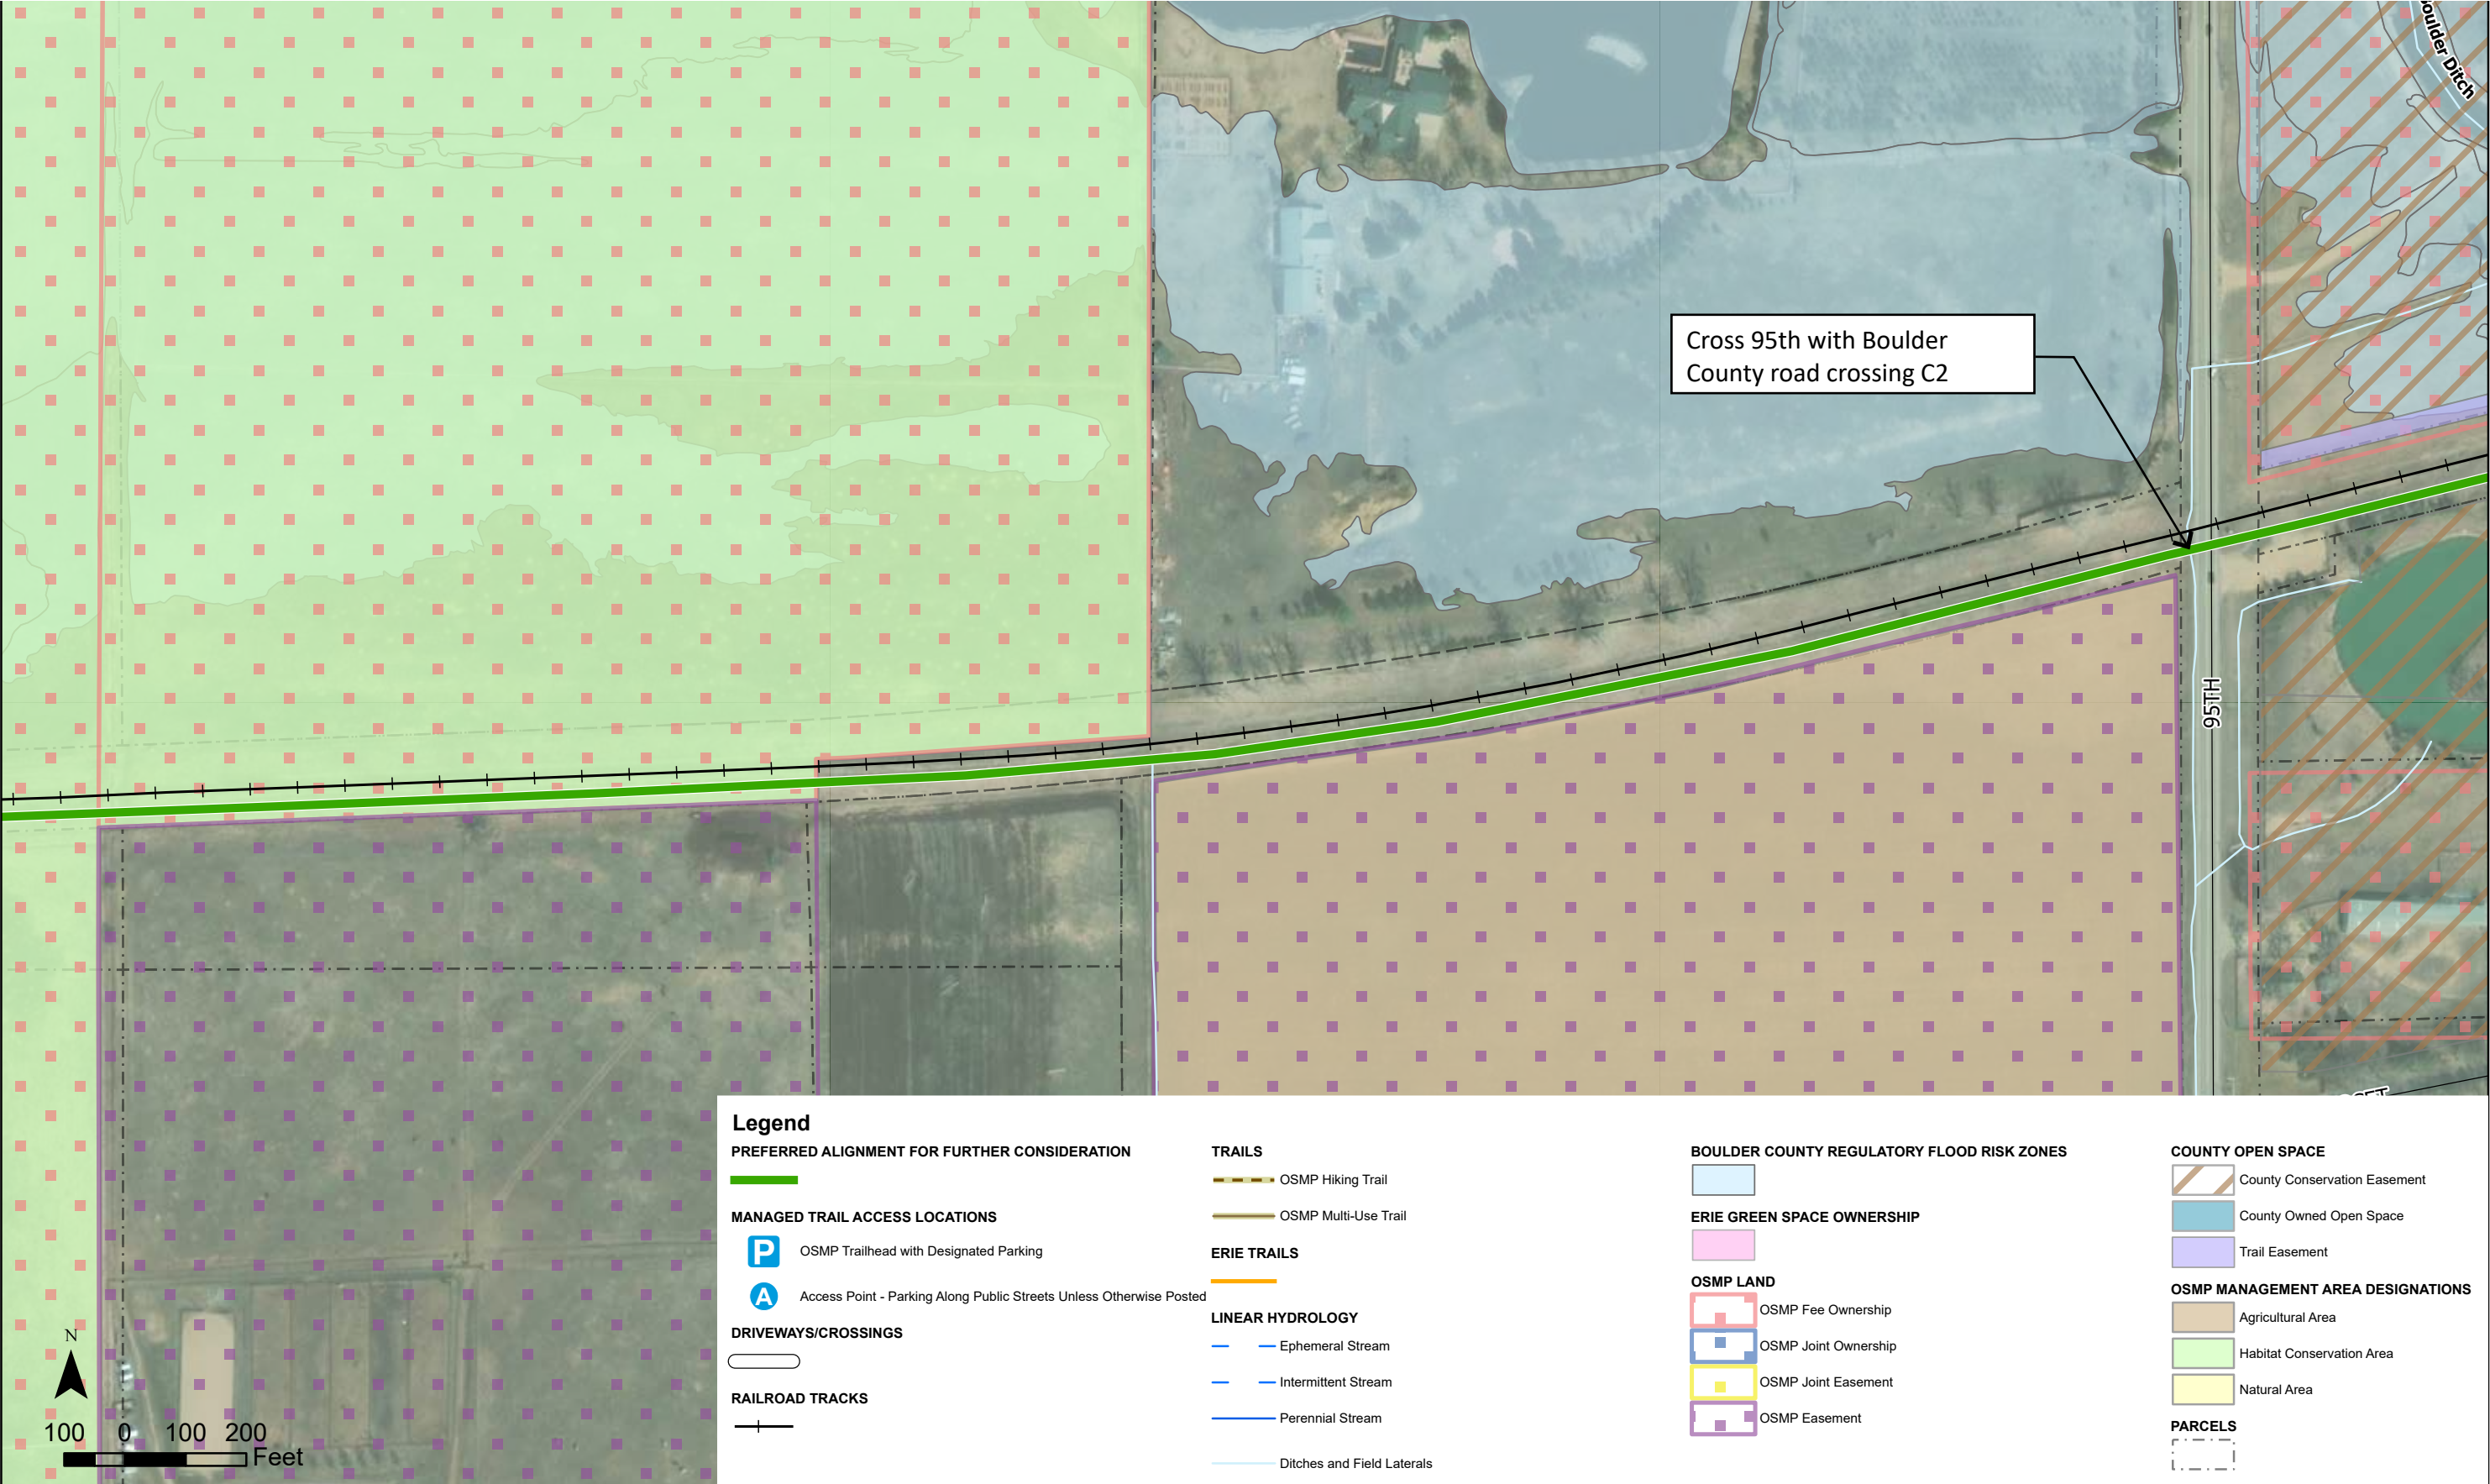 Boulder Ditch
Cross 95th with Boulder
County road crossing C2
95TH
N
100 0 100 200
Feet
Legend
PREFERRED ALIGNMENT FOR FURTHER CONSIDERATION
MANAGED TRAIL ACCESS LOCATIONS
P OSMP Trailhead with Designated Parking
A Access Point - Parking Along Public Streets Unless Otherwise Posted
DRIVEWAYS/CROSSINGS
RAILROAD TRACKS
TRAILS
OSMP Hiking Trail
OSMP Multi-Use Trail
ERIE TRAILS
LINEAR HYDROLOGY
Ephemeral Stream
Intermittent Stream
Perennial Stream
Ditches and Field Laterals
BOULDER COUNTY REGULATORY FLOOD RISK ZONES
ERIE GREEN SPACE OWNERSHIP
OSMP LAND
OSMP Fee Ownership
OSMP Joint Ownership
OSMP Joint Easement
OSMP Easement
COUNTY OPEN SPACE
County Conservation Easement
County Owned Open Space
Trail Easement
OSMP MANAGEMENT AREA DESIGNATIONS
Agricultural Area
Habitat Conservation Area
Natural Area
PARCELS